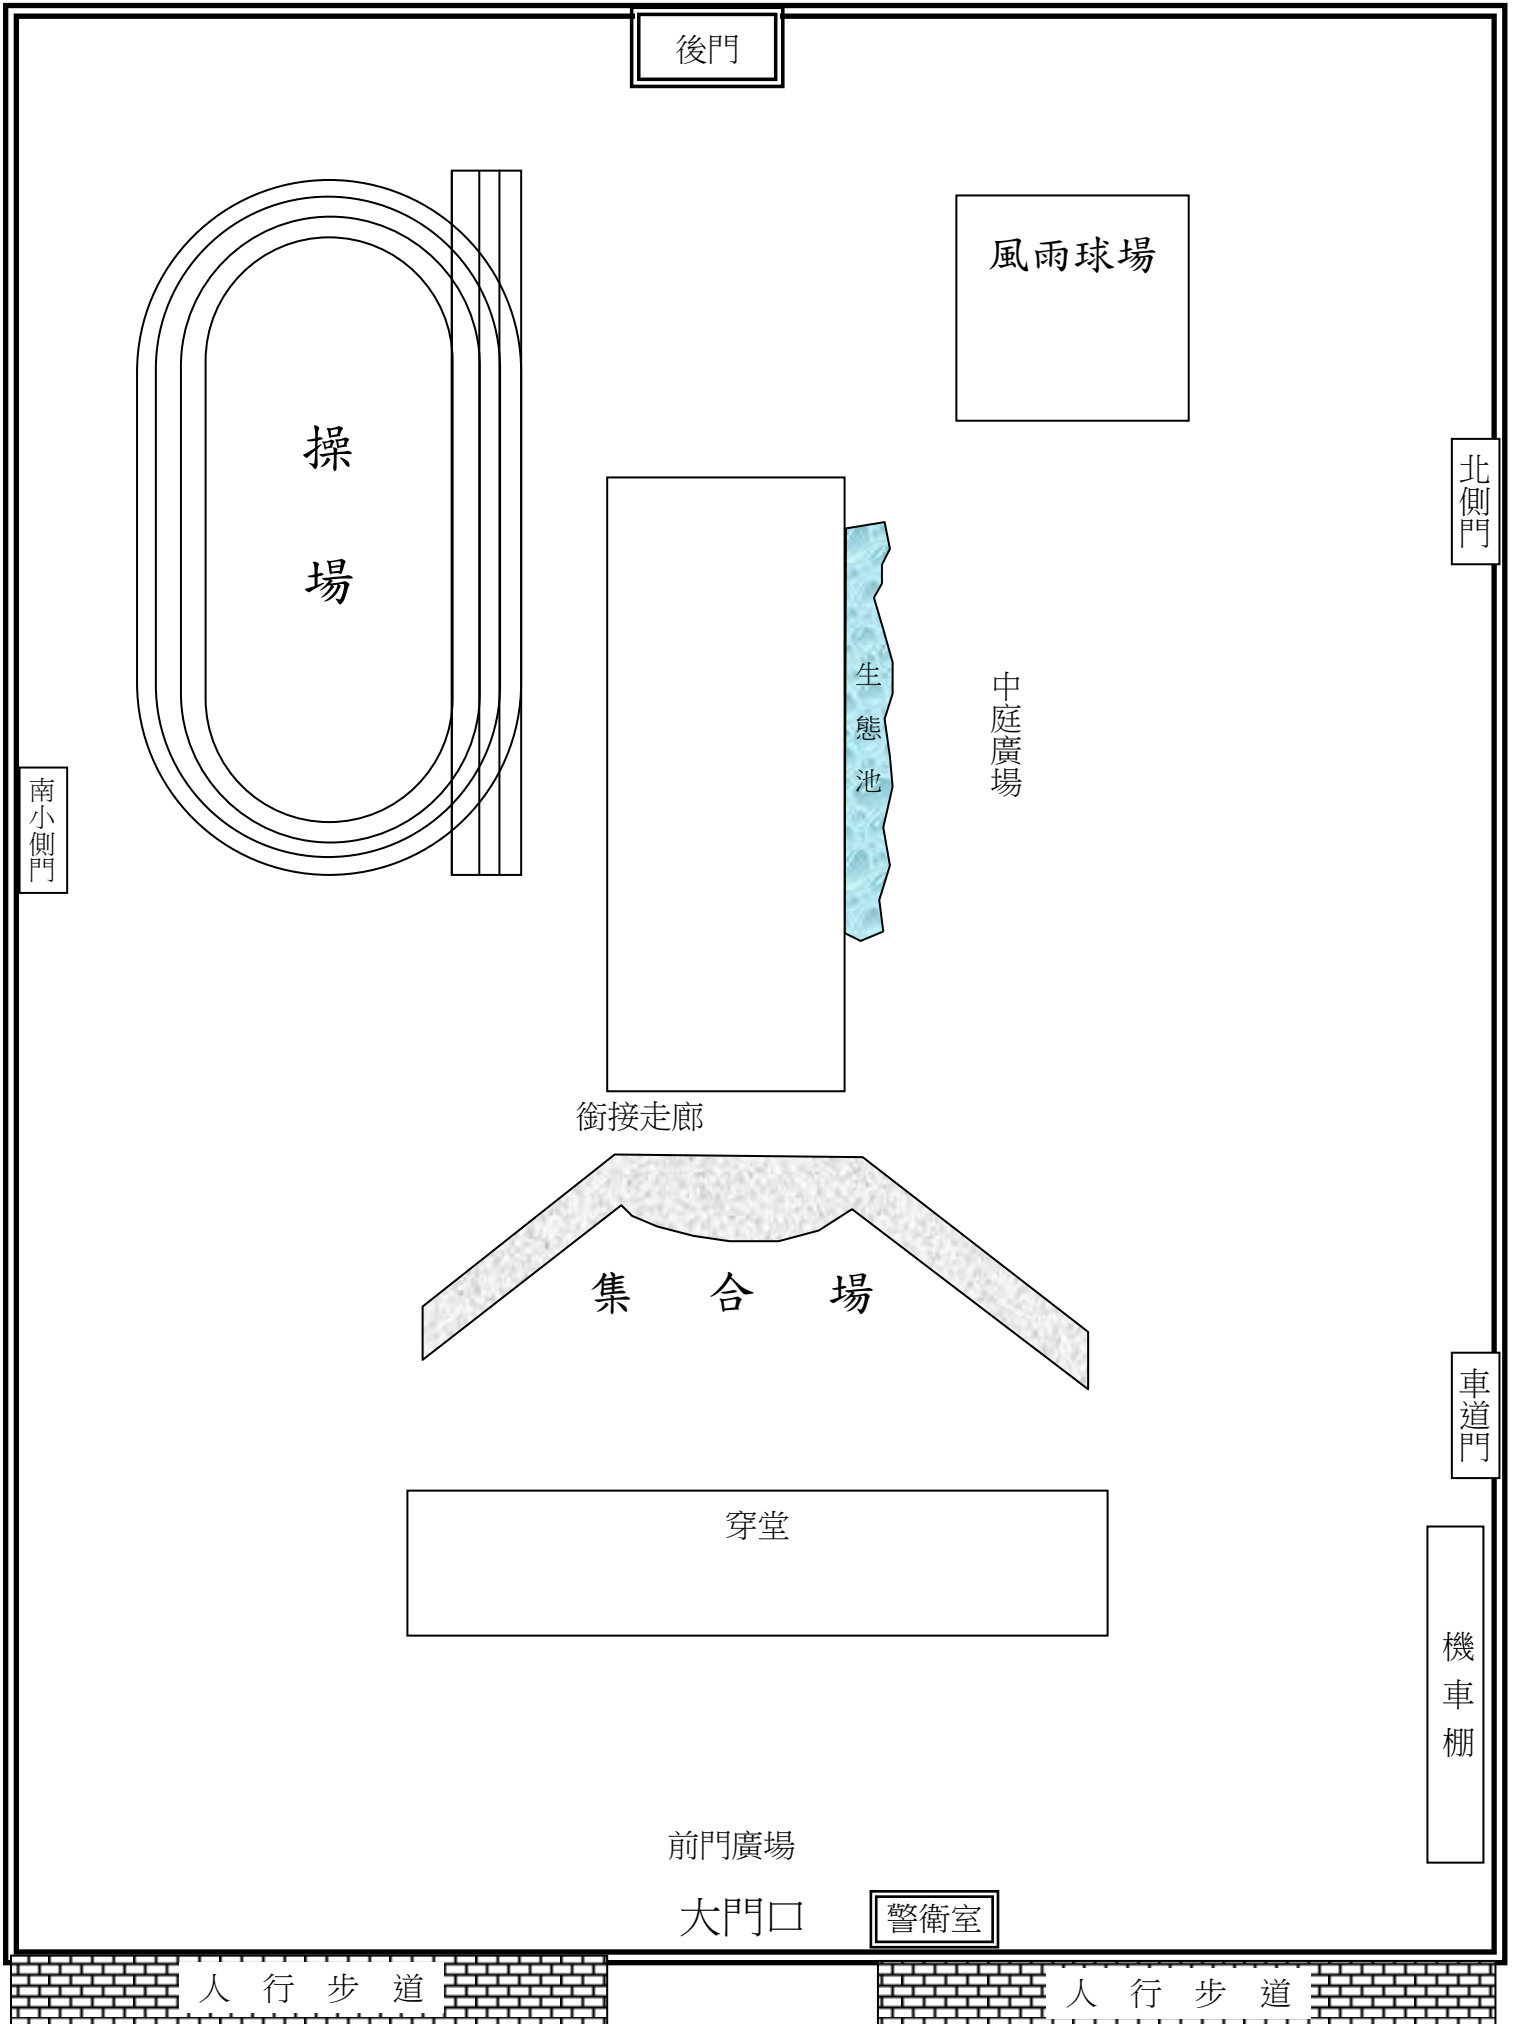 後門
風雨球場
操場
北側門
生態池
中庭廣場
南小側門
銜接走廊
集合場
車道門
穿堂
機車棚
前門廣場
大門口
警衛室
人行步道
人行步道